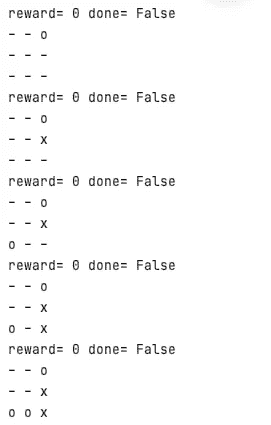 reward= 0 done= False
- - o
- - -
- - -
reward= 0 done= False
- - o
- - x
- - -
reward= 0 done= False
- - o
- - x
o - -
reward= 0 done= False
- - o
- - x
o - x
reward= 0 done= False
- - o
- - x
o o x